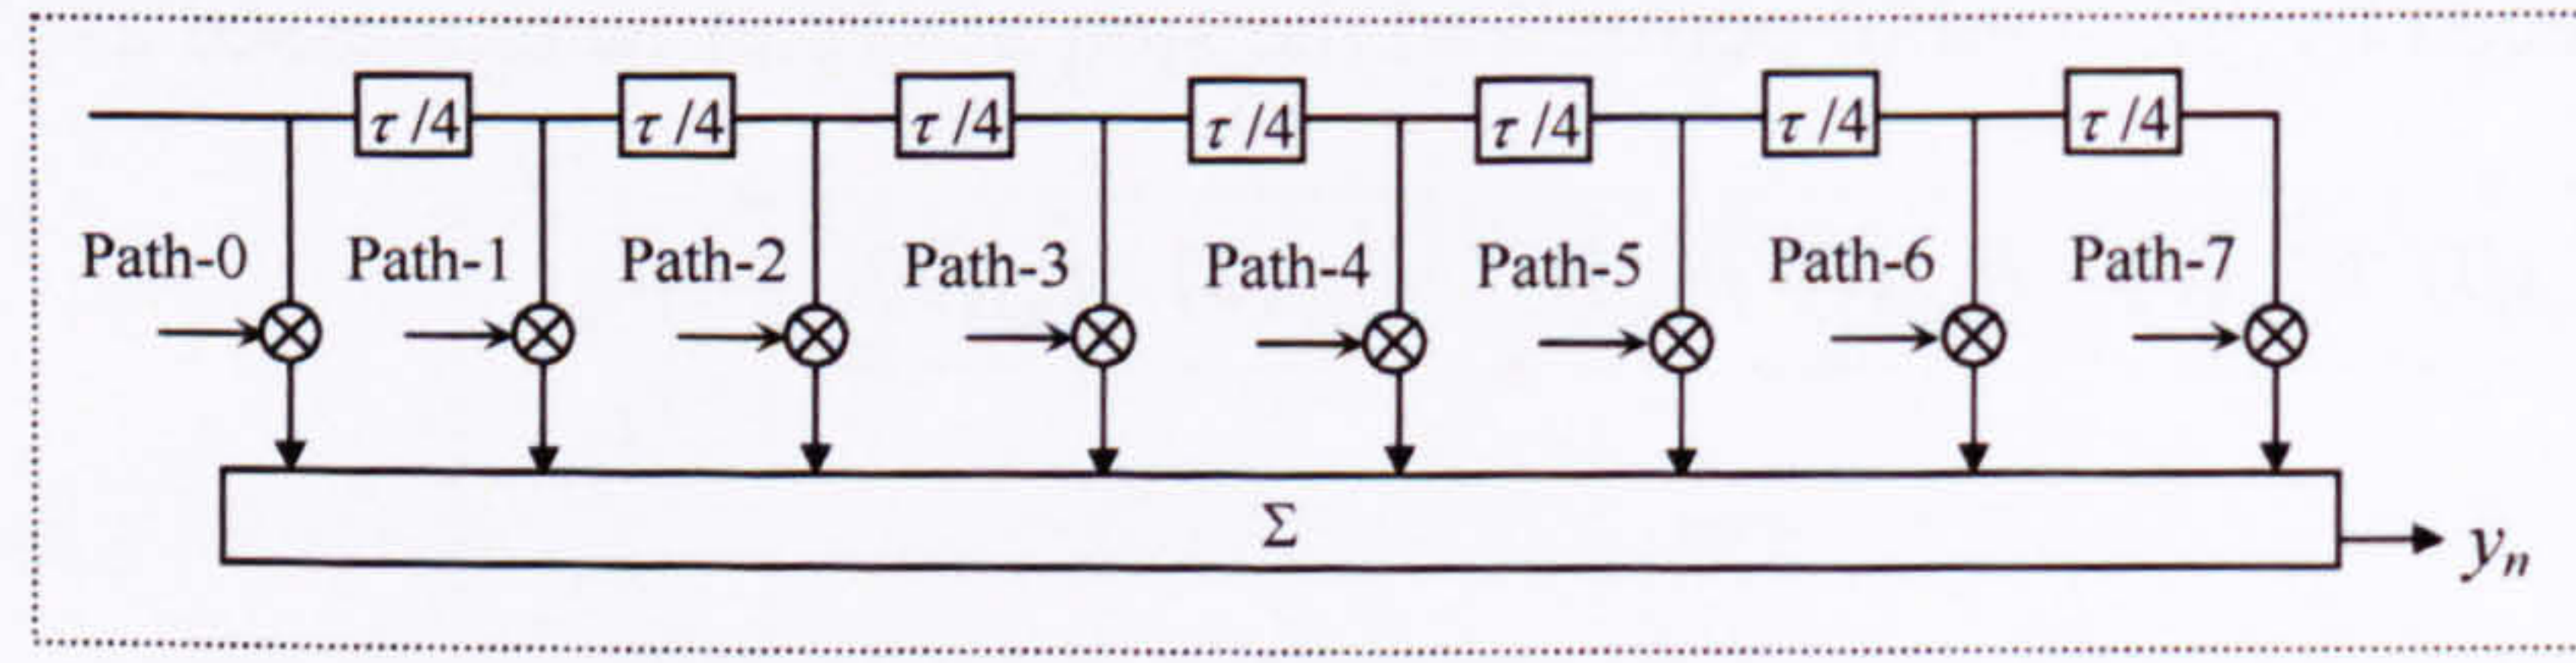 τ /4 τ /4 τ /4 τ /4 τ /4 τ /4 τ /4
Path-0 Path-1 Path-2 Path-3 Path-4 Path-5 Path-6 Path-7
Σ
yn